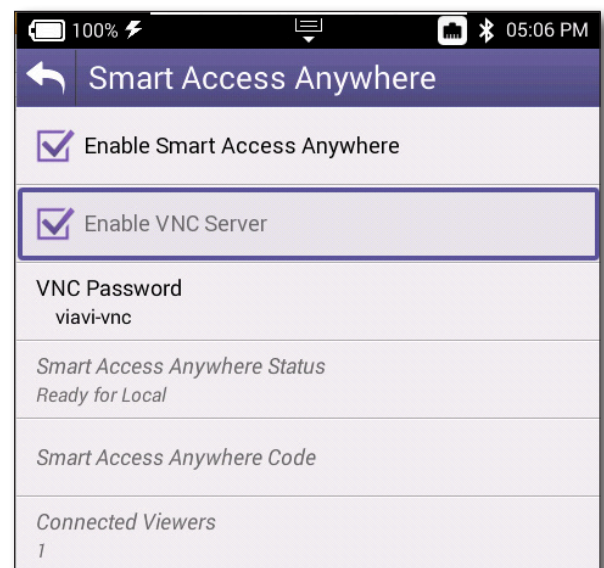 100% 05:06 PM
Smart Access Anywhere
Enable Smart Access Anywhere
Enable VNC Server
VNC Password
viavi-vnc
Smart Access Anywhere Status
Ready for Local
Smart Access Anywhere Code
Connected Viewers
1